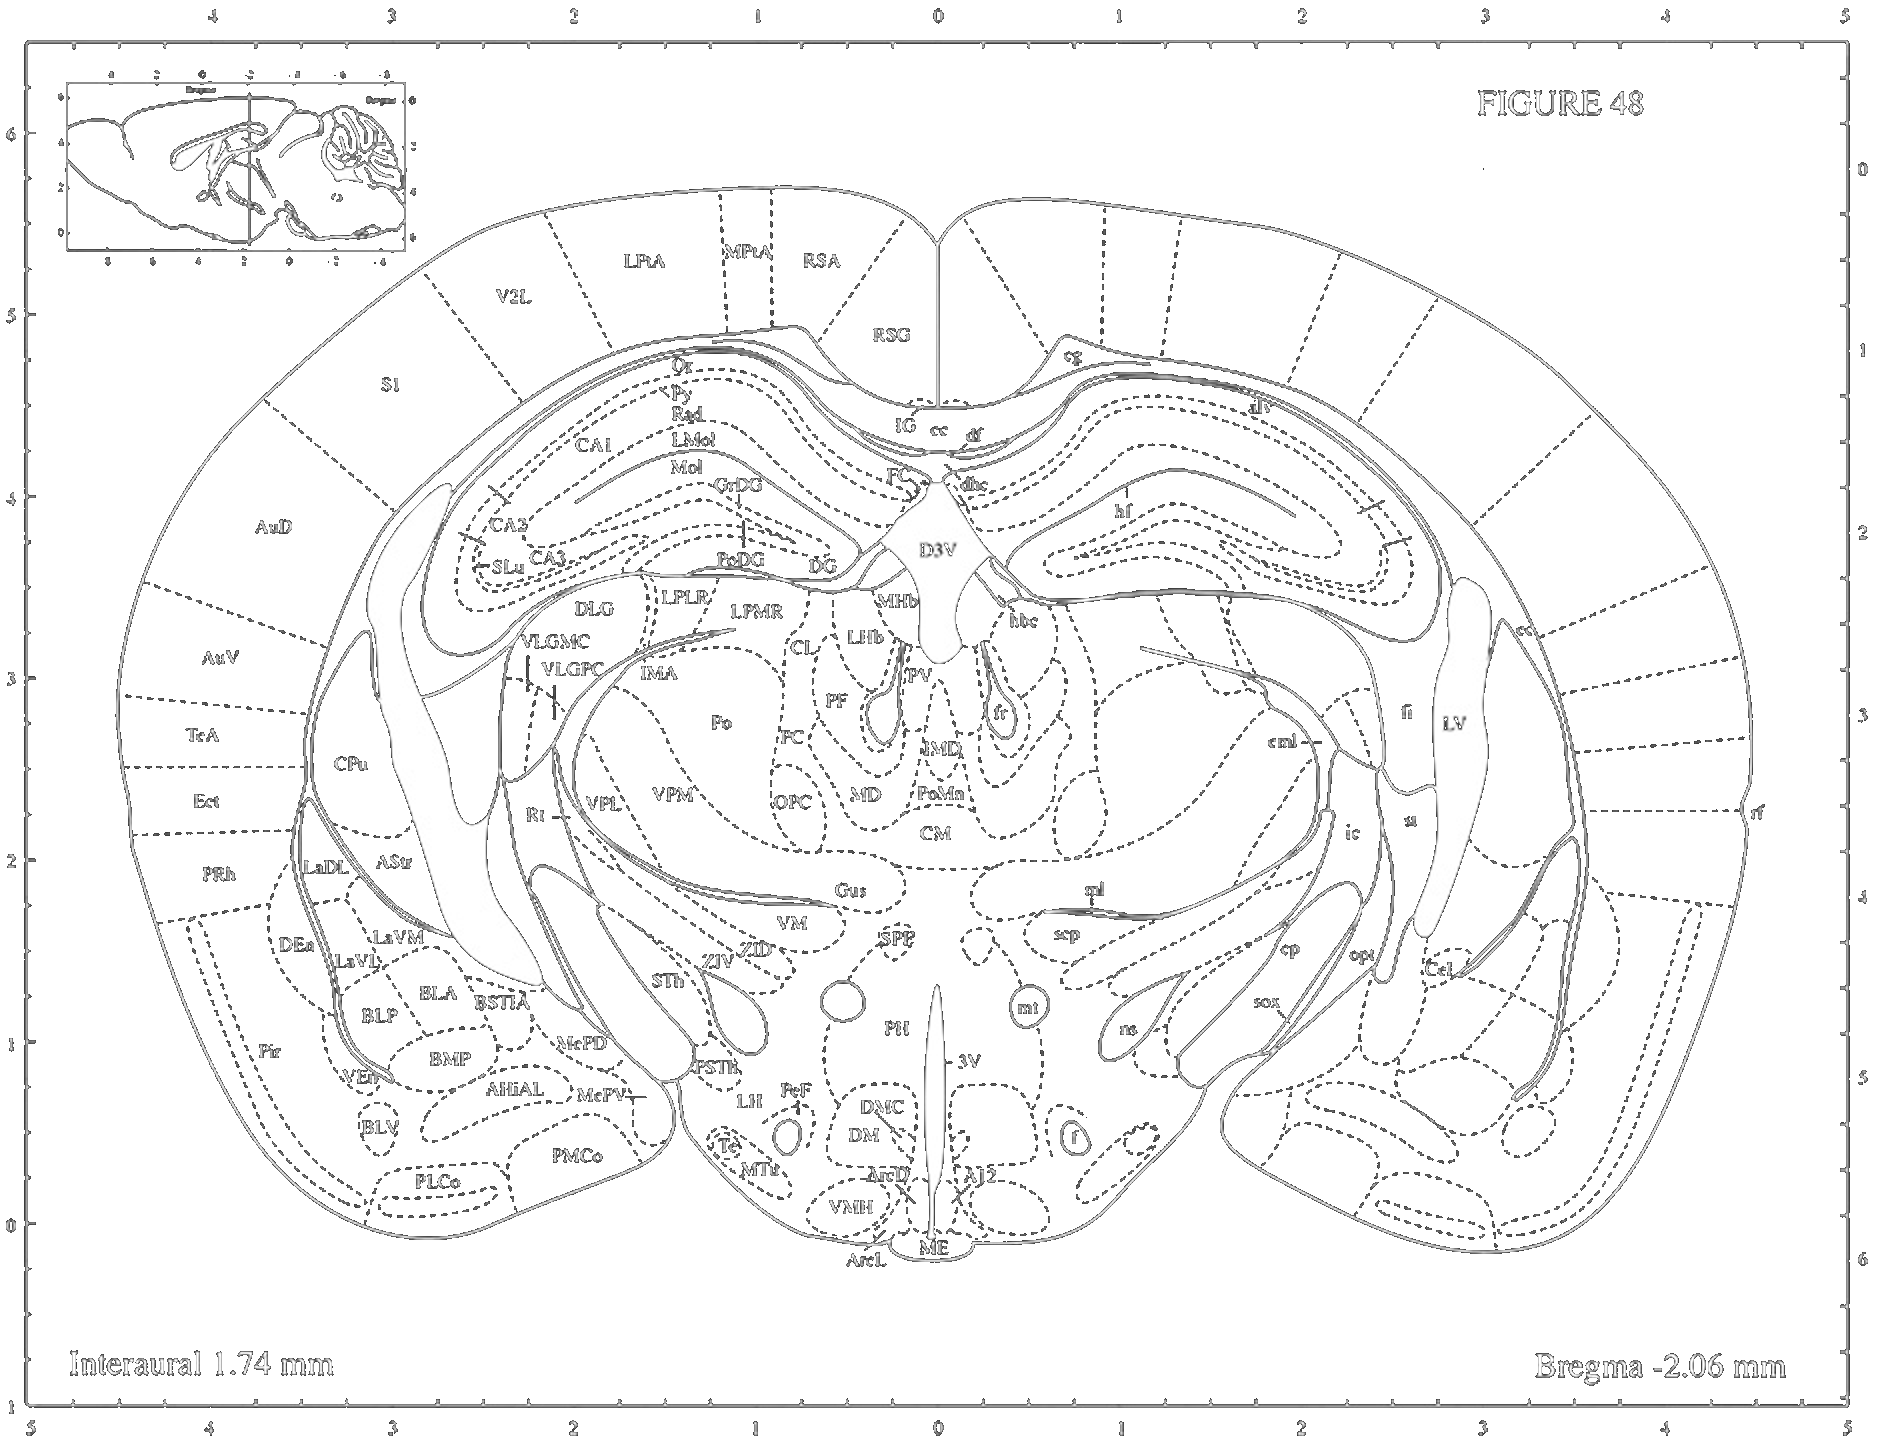 4 3 2 1 0 1 2 3 4 5
FIGURE 48
Bregma
6
0
LPtA
MPtA
RSA
V2L
5
RSG
1
cg
Or
S1
Py
alv
Rad
IG
cc
df
LMol
CA1
Mol
FC
dhc
GrDG
4
hf
CA2
AuD
2
D3V
CA3
PoDG
DG
SLu
LPLR
MHb
DLG
LPMR
hbc
ec
LHb
VLGMC
CL
AuV
VLGPC
IMA
PV
3
PF
fr
fi
3
Po
LV
TeA
FC
eml
IMD
CPu
VPM
MD
PoMn
Ect
VPL
OPC
Rt
st
rf
ic
CM
2
AStr
LaDL
PRh
Gus
ml
4
VM
scp
LaVM
SPF
DEn
ZID
cp
opt
LaVL
ZIV
CeL
STh
BLA
BSTIA
sox
mt
BLP
PH
ns
1
MePD
Pir
BMP
3V
PSTh
VEn
5
AHiAL
PeF
MePV
LH
DMC
BLV
DM
f
Te
PMCo
MTu
PLCo
ArcD
A12
VMH
0
ME
ArcL
6
Interaural 1.74 mm
Bregma -2.06 mm
1
5 4 3 2 1 0 1 2 3 4 5